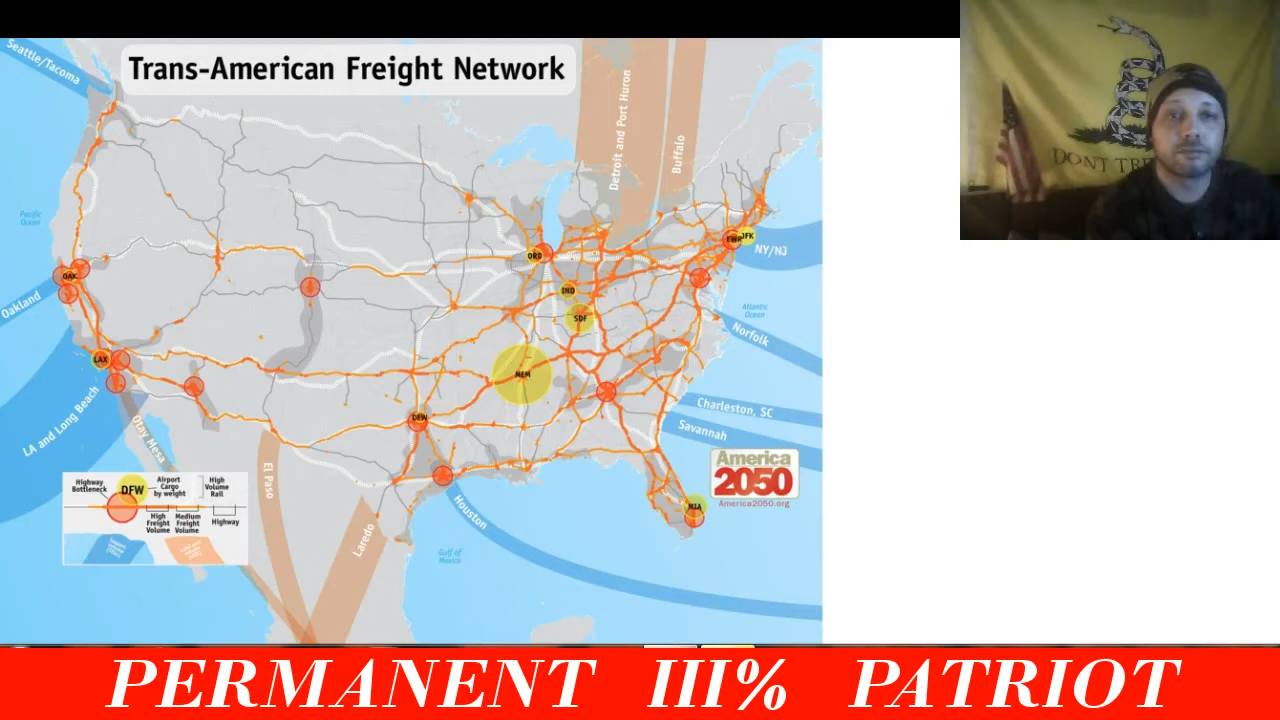 Trans-American Freight Network
Seattle/Tacoma
Detroit and Port Huron
Buffalo
DONT TRE
Pacific
Ocean
OAK
Oakland
LAX
LA and Long Beach
Otay Mesa
El Paso
Laredo
DFW
Houston
Gulf of
Mexico
MEM
ORD
IND
SDF
EWR
JFK
NY/NJ
Atlantic
Ocean
Norfolk
Charleston, SC
Savannah
MIA
America
2050
America2050.org
Highway
Bottleneck
DFW
Airport
Cargo
by weight
High
Volume
Rail
High
Freight
Volume
Medium
Freight
Volume
Highway
PERMANENT III% PATRIOT